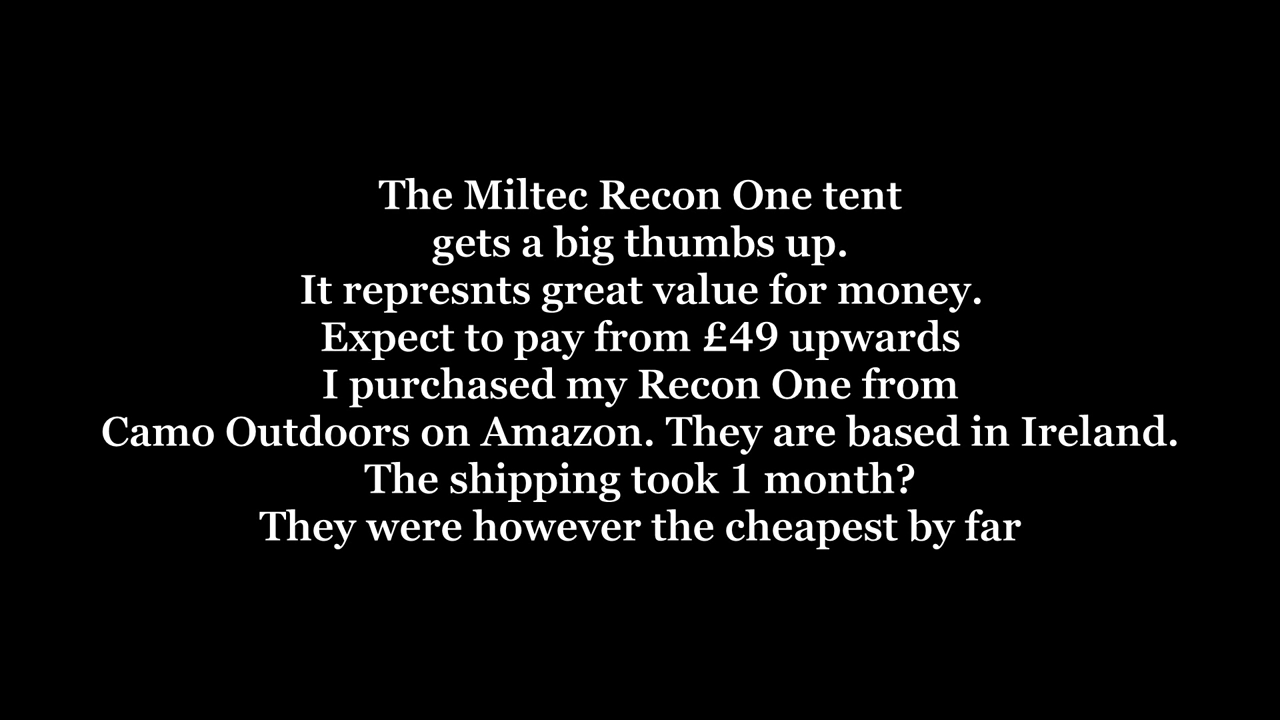 The Miltec Recon One tent
gets a big thumbs up.
It represnts great value for money.
Expect to pay from £49 upwards
I purchased my Recon One from
Camo Outdoors on Amazon. They are based in Ireland.
The shipping took 1 month?
They were however the cheapest by far